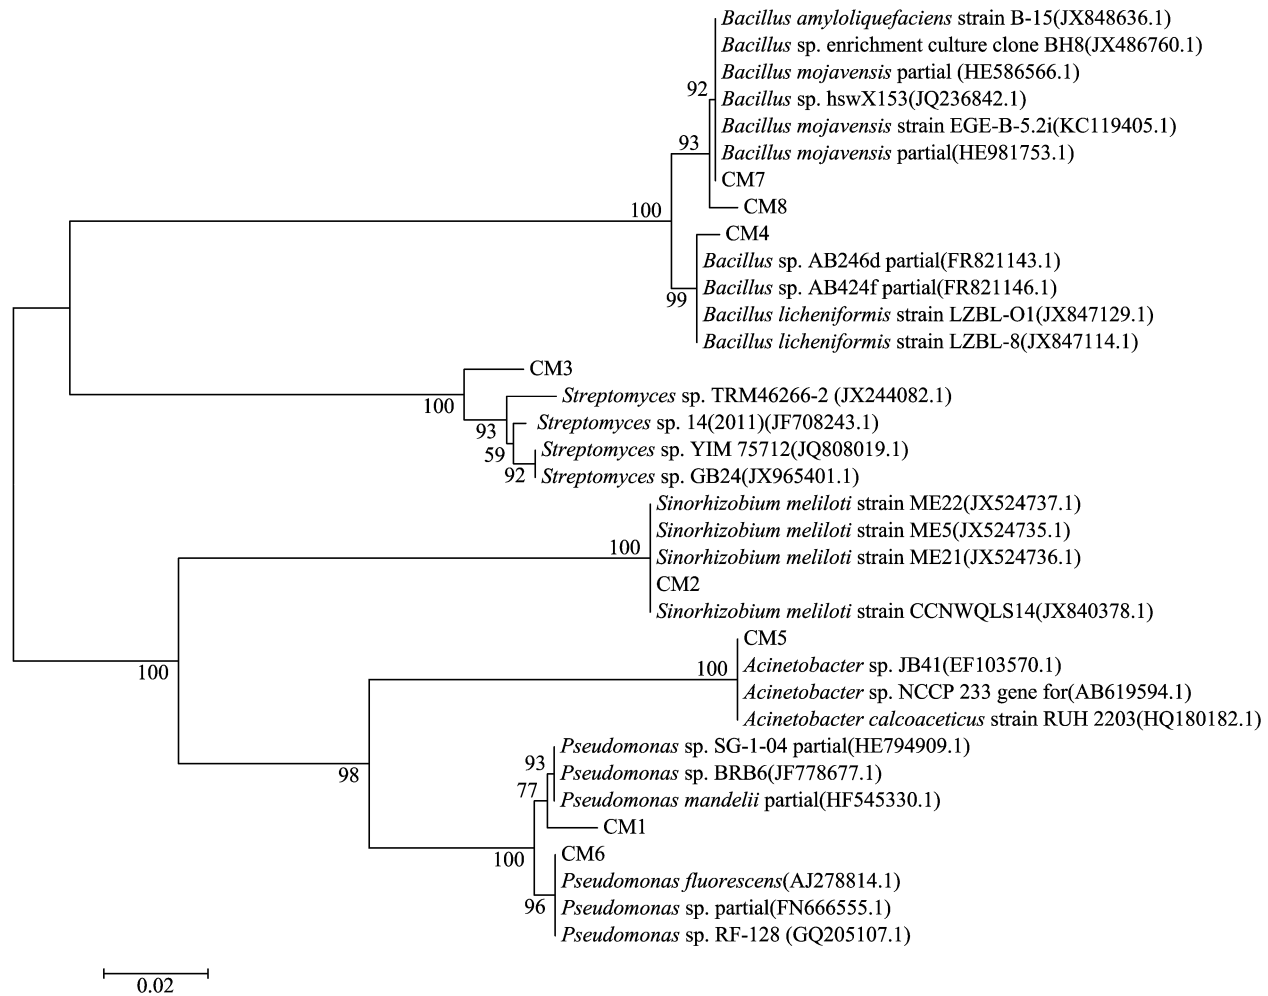 Bacillus amyloliquefaciens strain B-15(JX848636.1)
Bacillus sp. enrichment culture clone BH8(JX486760.1)
Bacillus mojavensis partial (HE586566.1)
92
Bacillus sp. hswX153(JQ236842.1)
Bacillus mojavensis strain EGE-B-5.2i(KC119405.1)
93
Bacillus mojavensis partial(HE981753.1)
CM7
100
CM8
CM4
Bacillus sp. AB246d partial(FR821143.1)
Bacillus sp. AB424f partial(FR821146.1)
99
Bacillus licheniformis strain LZBL-O1(JX847129.1)
Bacillus licheniformis strain LZBL-8(JX847114.1)
CM3
Streptomyces sp. TRM46266-2 (JX244082.1)
100
Streptomyces sp. 14(2011)(JF708243.1)
93
Streptomyces sp. YIM 75712(JQ808019.1)
59
Streptomyces sp. GB24(JX965401.1)
92
Sinorhizobium meliloti strain ME22(JX524737.1)
Sinorhizobium meliloti strain ME5(JX524735.1)
100
Sinorhizobium meliloti strain ME21(JX524736.1)
CM2
Sinorhizobium meliloti strain CCNWQLS14(JX840378.1)
CM5
100
Acinetobacter sp. JB41(EF103570.1)
100
Acinetobacter sp. NCCP 233 gene for(AB619594.1)
Acinetobacter calcoaceticus strain RUH 2203(HQ180182.1)
Pseudomonas sp. SG-1-04 partial(HE794909.1)
93
Pseudomonas sp. BRB6(JF778677.1)
98
77
Pseudomonas mandelii partial(HF545330.1)
CM1
CM6
100
Pseudomonas fluorescens(AJ278814.1)
96
Pseudomonas sp. partial(FN666555.1)
Pseudomonas sp. RF-128 (GQ205107.1)
0.02